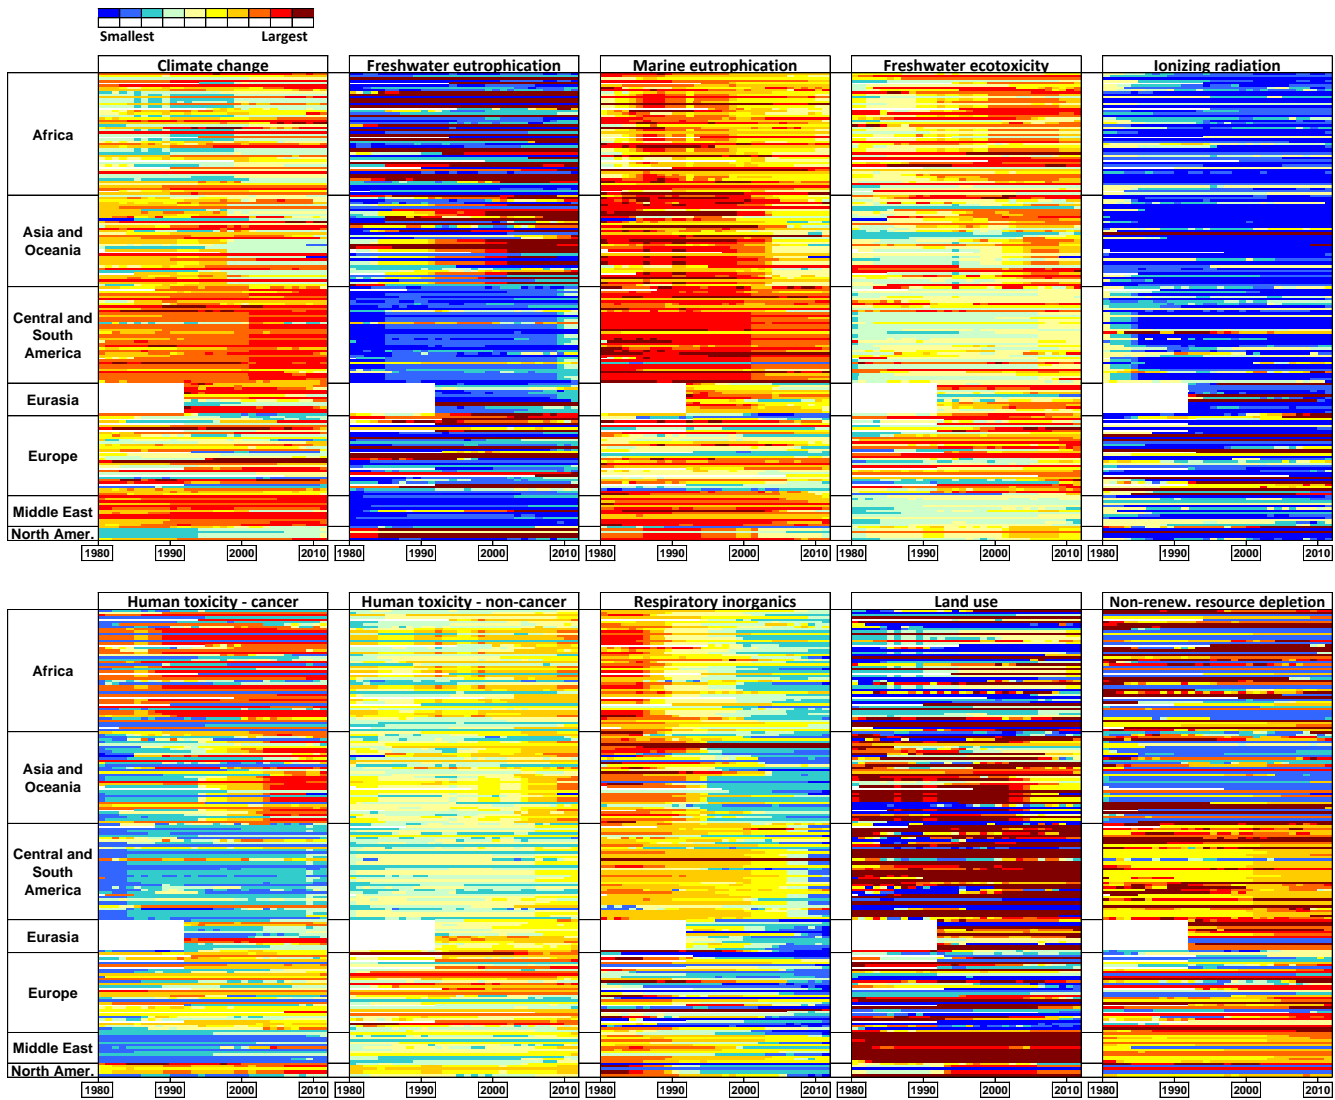 Smallest Largest
Climate change Freshwater eutrophication Marine eutrophication Freshwater ecotoxicity Ionizing radiation
Africa
Asia and
Oceania
Central and
South
America
Eurasia
Europe
Middle East
North Amer.
1980 1990 2000 2010 1980 1990 2000 2010 1980 1990 2000 2010 1980 1990 2000 2010 1980 1990 2000 2010
Human toxicity - cancer Human toxicity - non-cancer Respiratory inorganics Land use Non-renew. resource depletion
Africa
Asia and
Oceania
Central and
South
America
Eurasia
Europe
Middle East
North Amer.
1980 1990 2000 2010 1980 1990 2000 2010 1980 1990 2000 2010 1980 1990 2000 2010 1980 1990 2000 2010